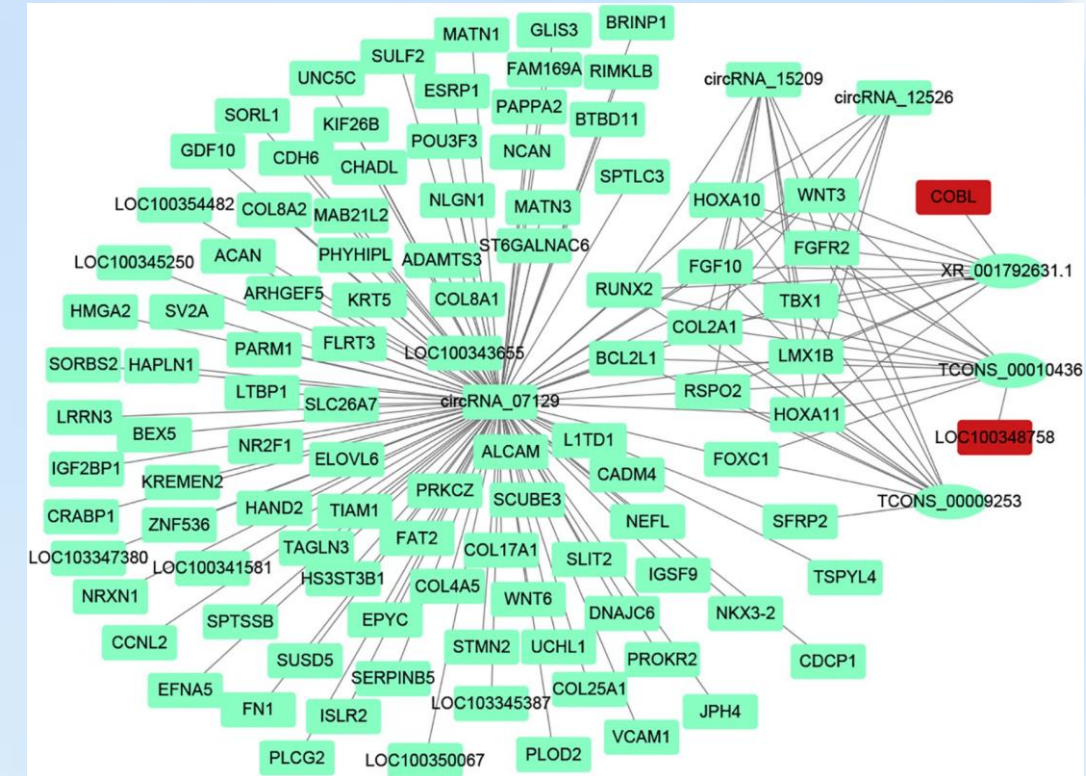 BRINP1
GLIS3
MATN1
SULF2
FAM169A
RIMKLB
UNC5C
ESRP1
circRNA_15209
PAPPA2
circRNA_12526
SORL1
KIF26B
BTBD11
POU3F3
GDF10
CDH6
CHADL
NCAN
SPTLC3
HOXA10
WNT3
COBL
LOC100354482
COL8A2
MAB21L2
NLGN1
MATN3
ST6GALNAC6
FGFR2
ACAN
PHYHIPL
ADAMTS3
LOC100345250
FGF10
XR_001792631.1
ARHGEF5
KRT5
COL8A1
RUNX2
TBX1
HMGA2
SV2A
COL2A1
PARM1
FLRT3
LOC100343655
BCL2L1
LMX1B
SORBS2
HAPLN1
TCONS_00010436
LTBP1
SLC26A7
circRNA_07129
RSPO2
HOXA11
LRRN3
BEX5
NR2F1
ALCAM
L1TD1
LOC100348758
IGF2BP1
KREMEN2
ELOVL6
CADM4
FOXC1
PRKCZ
SCUBE3
TCONS_00009253
CRABP1
ZNF536
HAND2
TIAM1
NEFL
SFRP2
LOC103347380
LOC100341581
TAGLN3
FAT2
COL17A1
SLIT2
HS3ST3B1
COL4A5
IGSF9
TSPYL4
NRXN1
WNT6
DNAJC6
NKX3-2
SPTSSB
EPYC
CCNL2
STMN2
UCHL1
SUSD5
PROKR2
CDCP1
SERPINB5
EFNA5
COL25A1
LOC103345387
FN1
ISLR2
JPH4
VCAM1
PLCG2
LOC100350067
PLOD2